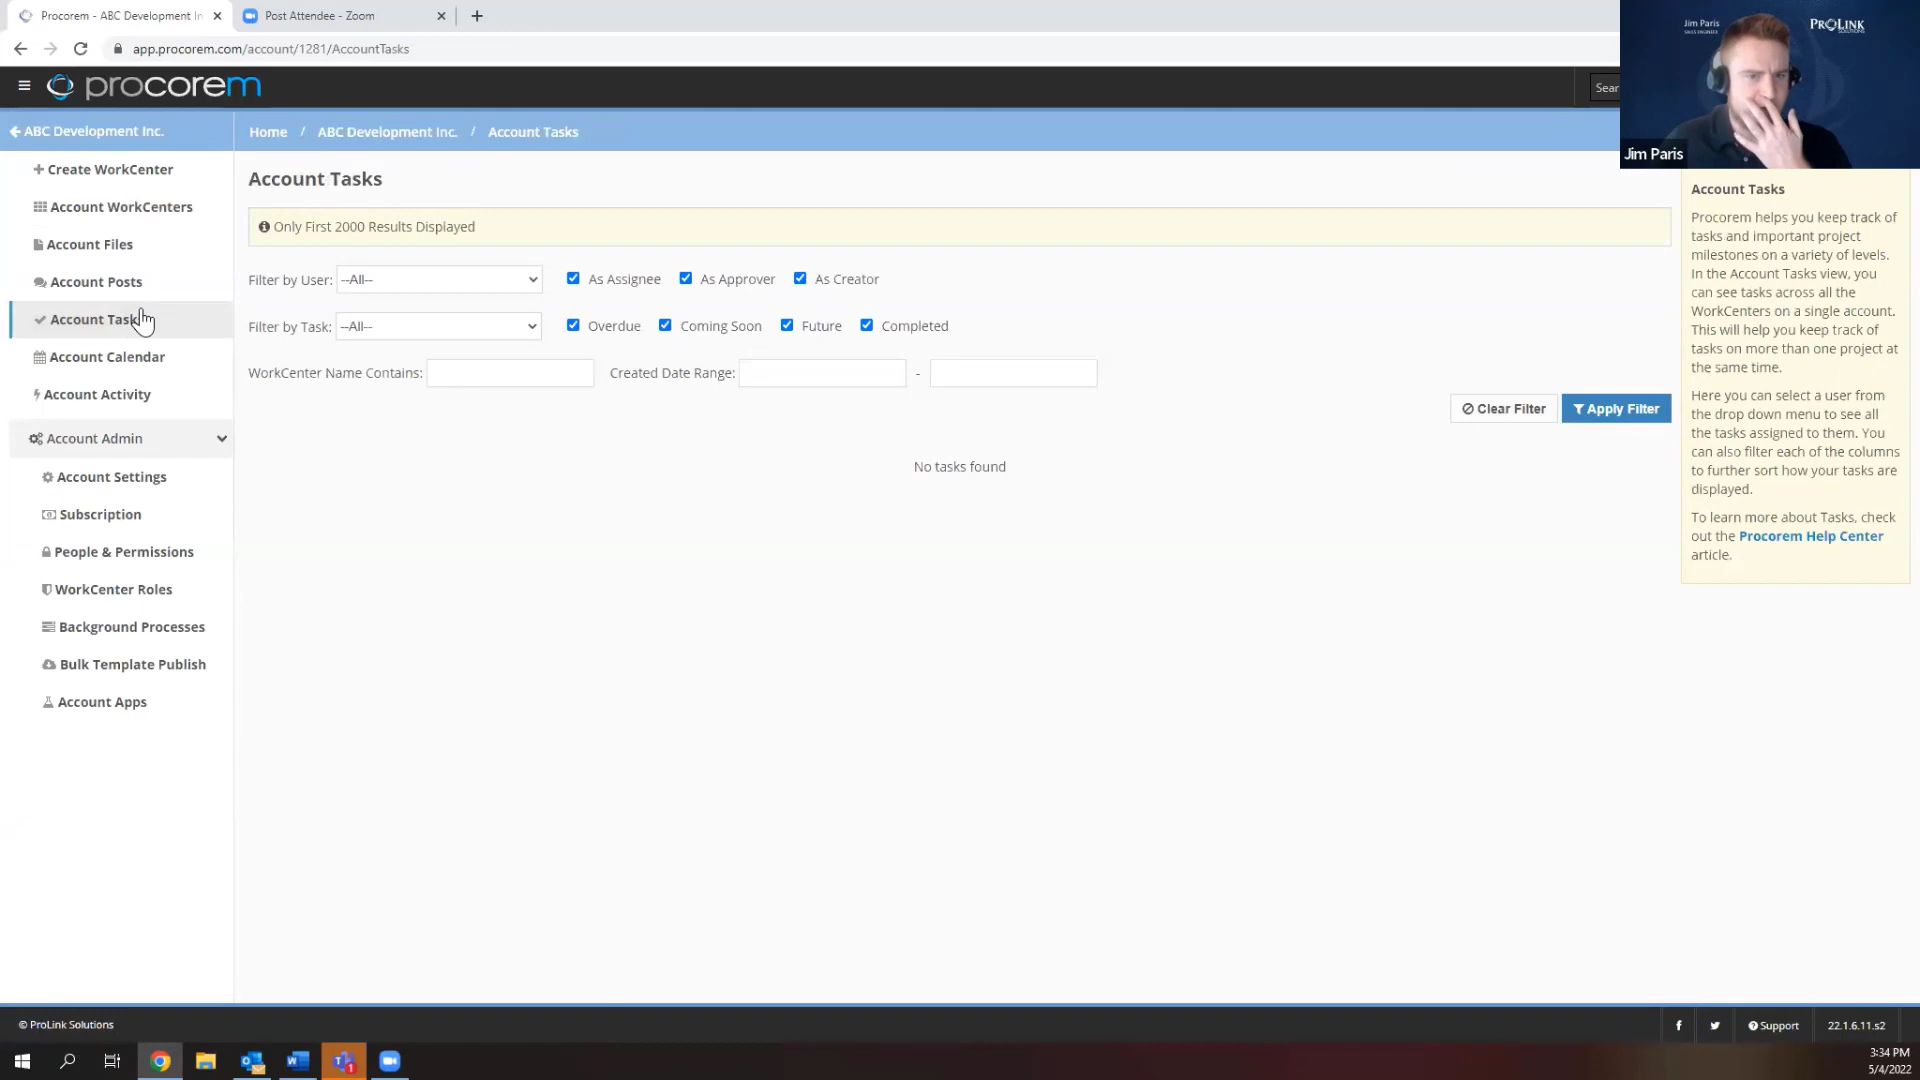 Procorem - ABC Development In
Post Attendee - Zoom
app.procorem.com/account/1281/AccountTasks
Jim Paris
PROLINK
SOLUTIONS
procorem
Sear
Jim Paris
ABC Development Inc.
Home / ABC Development Inc. / Account Tasks
Create WorkCenter
Account WorkCenters
Account Files
Account Posts
Account Task
Account Calendar
Account Activity
Account Admin
Account Settings
Subscription
People & Permissions
WorkCenter Roles
Background Processes
Bulk Template Publish
Account Apps
Account Tasks
Only First 2000 Results Displayed
Filter by User: --All-- As Assignee As Approver As Creator
Filter by Task: --All-- Overdue Coming Soon Future Completed
WorkCenter Name Contains: Created Date Range: -
Clear Filter Apply Filter
No tasks found
Account Tasks
Procorem helps you keep track of
tasks and important project
milestones on a variety of levels.
In the Account Tasks view, you
can see tasks across all the
WorkCenters on a single account.
This will help you keep track of
tasks on more than one project at
the same time.
Here you can select a user from
the drop down menu to see all
the tasks assigned to them. You
can also filter each of the columns
to further sort how your tasks are
displayed.
To learn more about Tasks, check
out the Procorem Help Center
article.
© ProLink Solutions
Support
22.1.6.11.s2
3:34 PM
5/4/2022